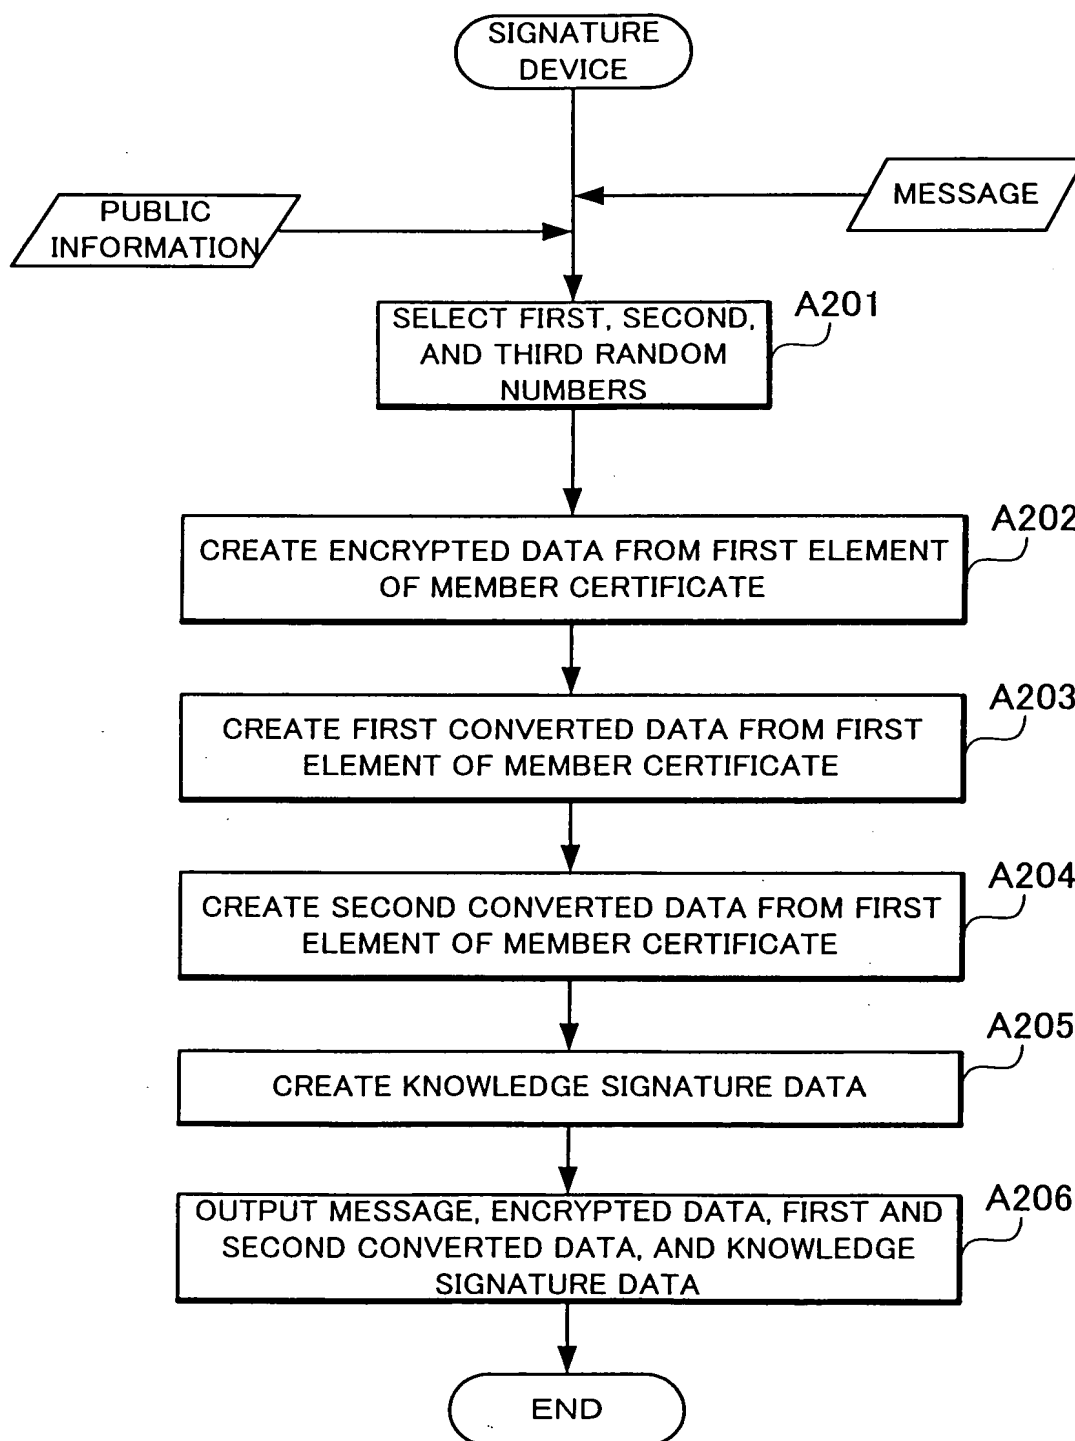 SIGNATURE
DEVICE
MESSAGE
PUBLIC
INFORMATION
A201
SELECT FIRST, SECOND,
AND THIRD RANDOM
NUMBERS
A202
CREATE ENCRYPTED DATA FROM FIRST ELEMENT
OF MEMBER CERTIFICATE
A203
CREATE FIRST CONVERTED DATA FROM FIRST
ELEMENT OF MEMBER CERTIFICATE
A204
CREATE SECOND CONVERTED DATA FROM FIRST
ELEMENT OF MEMBER CERTIFICATE
A205
CREATE KNOWLEDGE SIGNATURE DATA
A206
OUTPUT MESSAGE, ENCRYPTED DATA, FIRST AND
SECOND CONVERTED DATA, AND KNOWLEDGE
SIGNATURE DATA
END